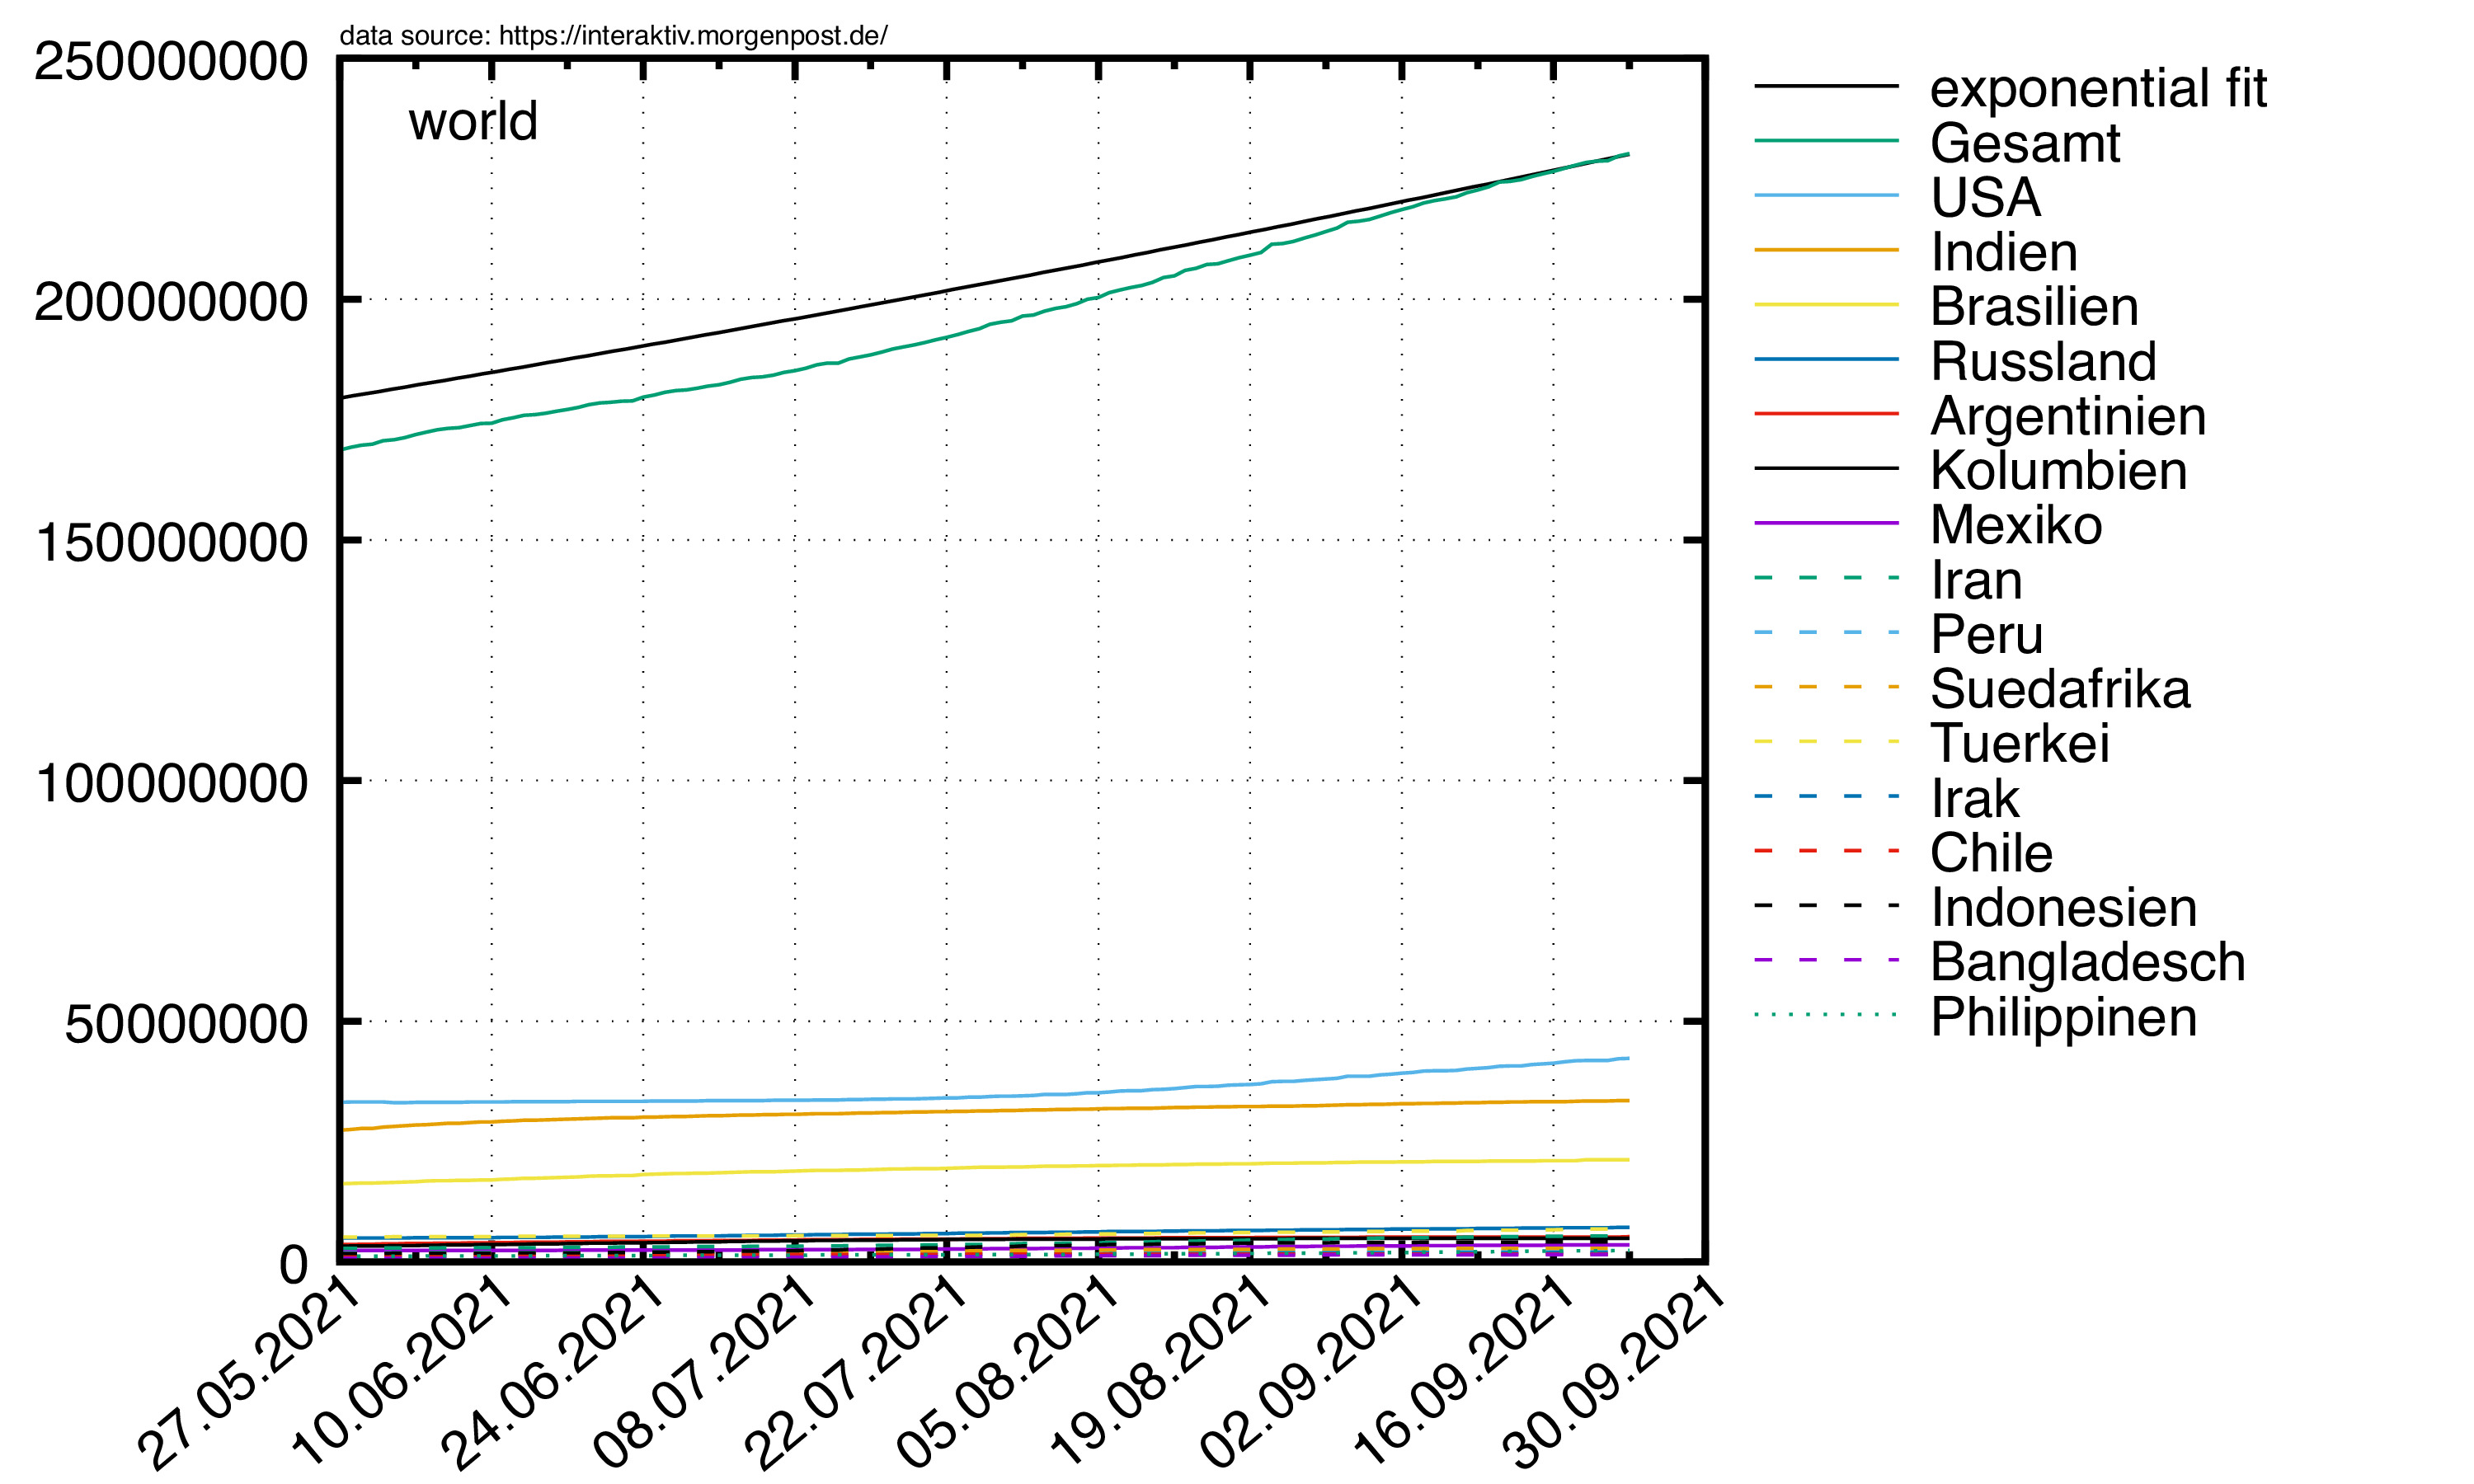 data source: https://interaktiv.morgenpost.de/
250000000
200000000
150000000
100000000
50000000
0
world
27.05.2021
10.06.2021
24.06.2021
08.07.2021
22.07.2021
05.08.2021
19.08.2021
02.09.2021
16.09.2021
30.09.2021
exponential fit
Gesamt
USA
Indien
Brasilien
Russland
Argentinien
Kolumbien
Mexiko
Iran
Peru
Suedafrika
Tuerkei
Irak
Chile
Indonesien
Bangladesch
Philippinen